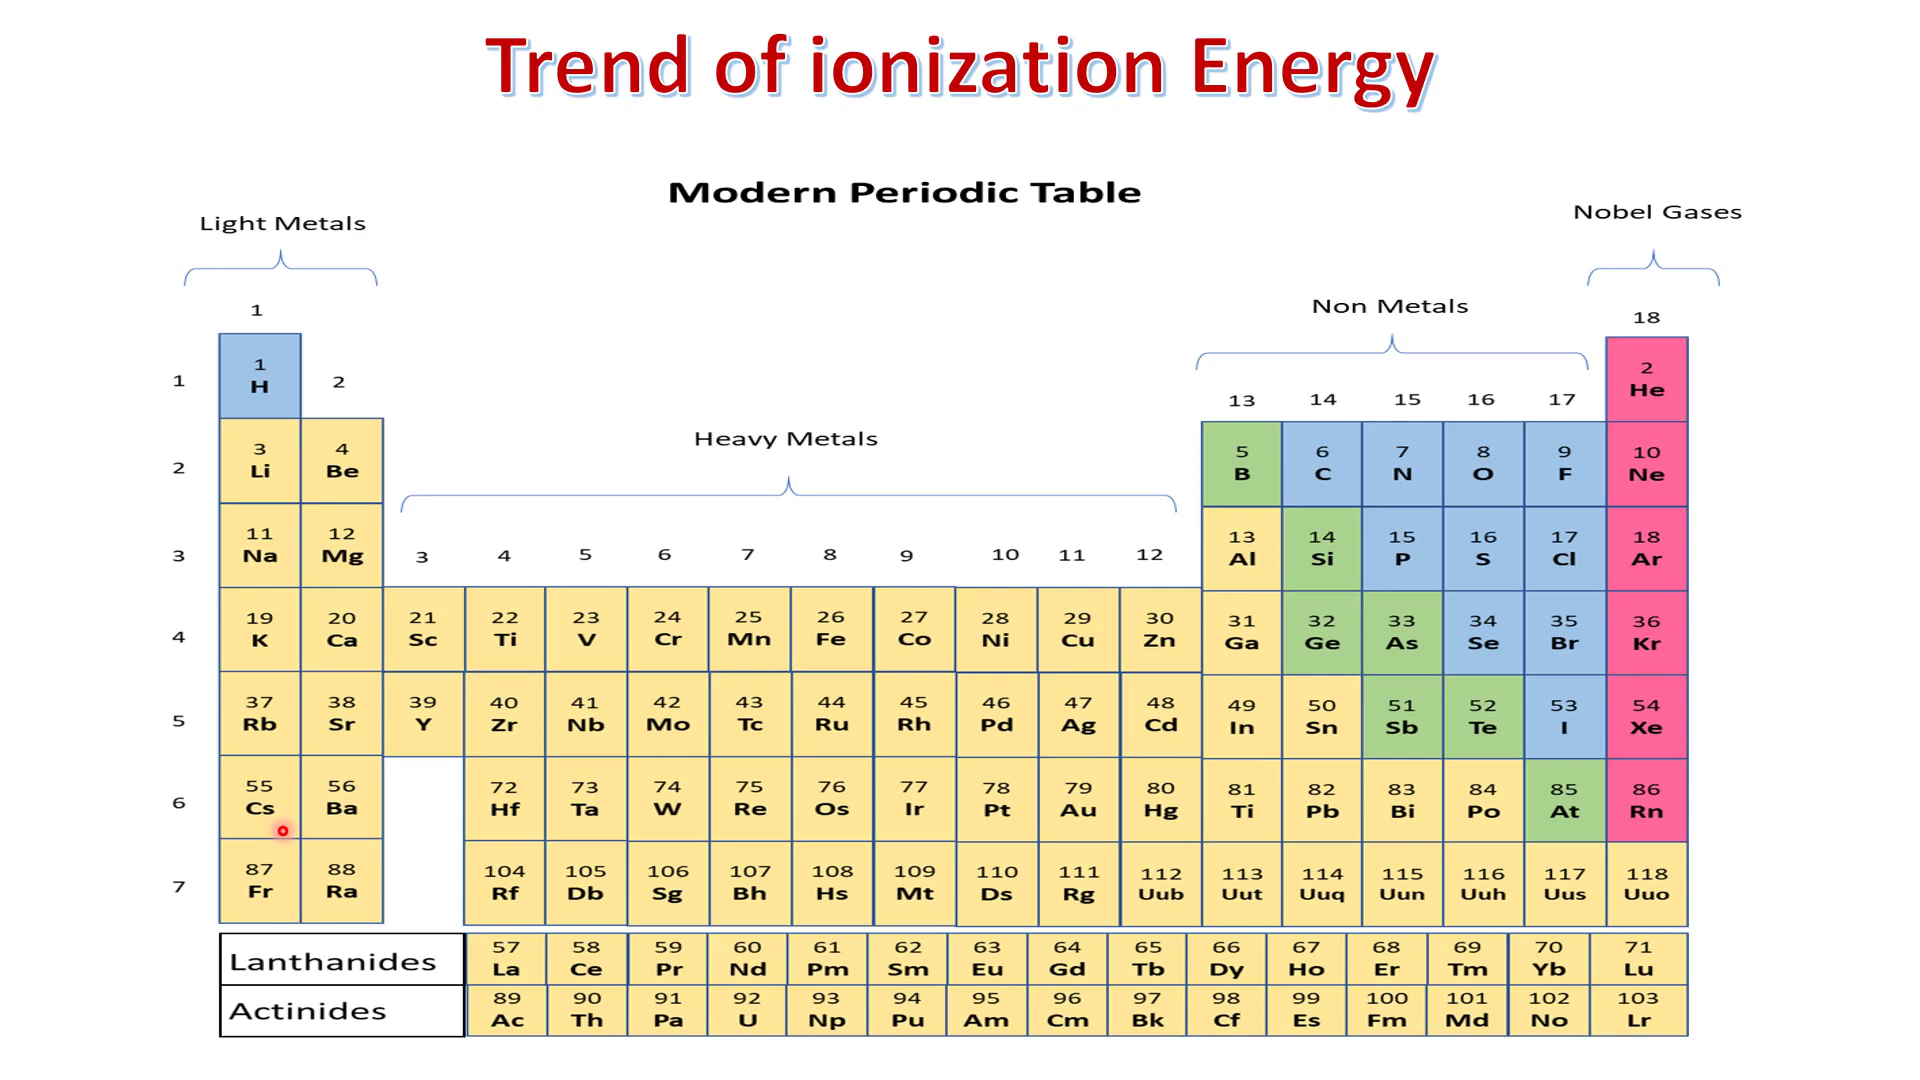 Trend of ionization Energy
Modern Periodic Table
Light Metals
Nobel Gases
Non Metals
Heavy Metals
1 18
2 13 14 15 16 17
3 4 5 6 7 8 9 10 11 12
1 1 H 2 He
2 3 Li 4 Be 5 B 6 C 7 N 8 O 9 F 10 Ne
3 11 Na 12 Mg 13 Al 14 Si 15 P 16 S 17 Cl 18 Ar
4 19 K 20 Ca 21 Sc 22 Ti 23 V 24 Cr 25 Mn 26 Fe 27 Co 28 Ni 29 Cu 30 Zn 31 Ga 32 Ge 33 As 34 Se 35 Br 36 Kr
5 37 Rb 38 Sr 39 Y 40 Zr 41 Nb 42 Mo 43 Tc 44 Ru 45 Rh 46 Pd 47 Ag 48 Cd 49 In 50 Sn 51 Sb 52 Te 53 I 54 Xe
6 55 Cs 56 Ba 72 Hf 73 Ta 74 W 75 Re 76 Os 77 Ir 78 Pt 79 Au 80 Hg 81 Ti 82 Pb 83 Bi 84 Po 85 At 86 Rn
7 87 Fr 88 Ra 104 Rf 105 Db 106 Sg 107 Bh 108 Hs 109 Mt 110 Ds 111 Rg 112 Uub 113 Uut 114 Uuq 115 Uun 116 Uuh 117 Uus 118 Uuo
Lanthanides 57 La 58 Ce 59 Pr 60 Nd 61 Pm 62 Sm 63 Eu 64 Gd 65 Tb 66 Dy 67 Ho 68 Er 69 Tm 70 Yb 71 Lu
Actinides 89 Ac 90 Th 91 Pa 92 U 93 Np 94 Pu 95 Am 96 Cm 97 Bk 98 Cf 99 Es 100 Fm 101 Md 102 No 103 Lr